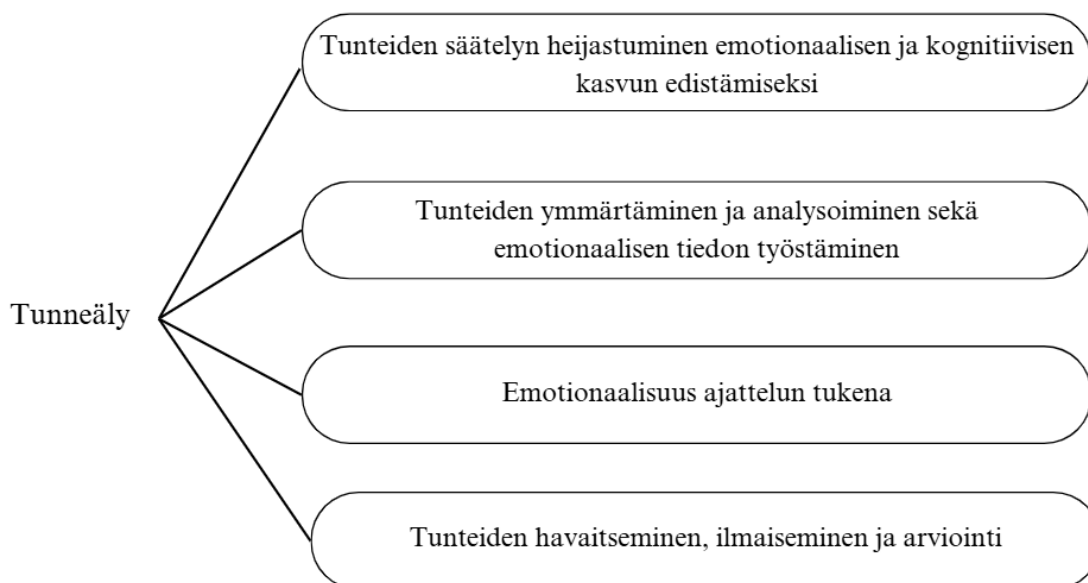 Tunteiden säätelyn heijastuminen emotionaalisen ja kognitiivisen
kasvun edistämiseksi
Tunteiden ymmärtäminen ja analysoiminen sekä
emotionaalisen tiedon työstäminen
Tunneäly
Emotionaalisuus ajattelun tukena
Tunteiden havaitseminen, ilmaiseminen ja arviointi